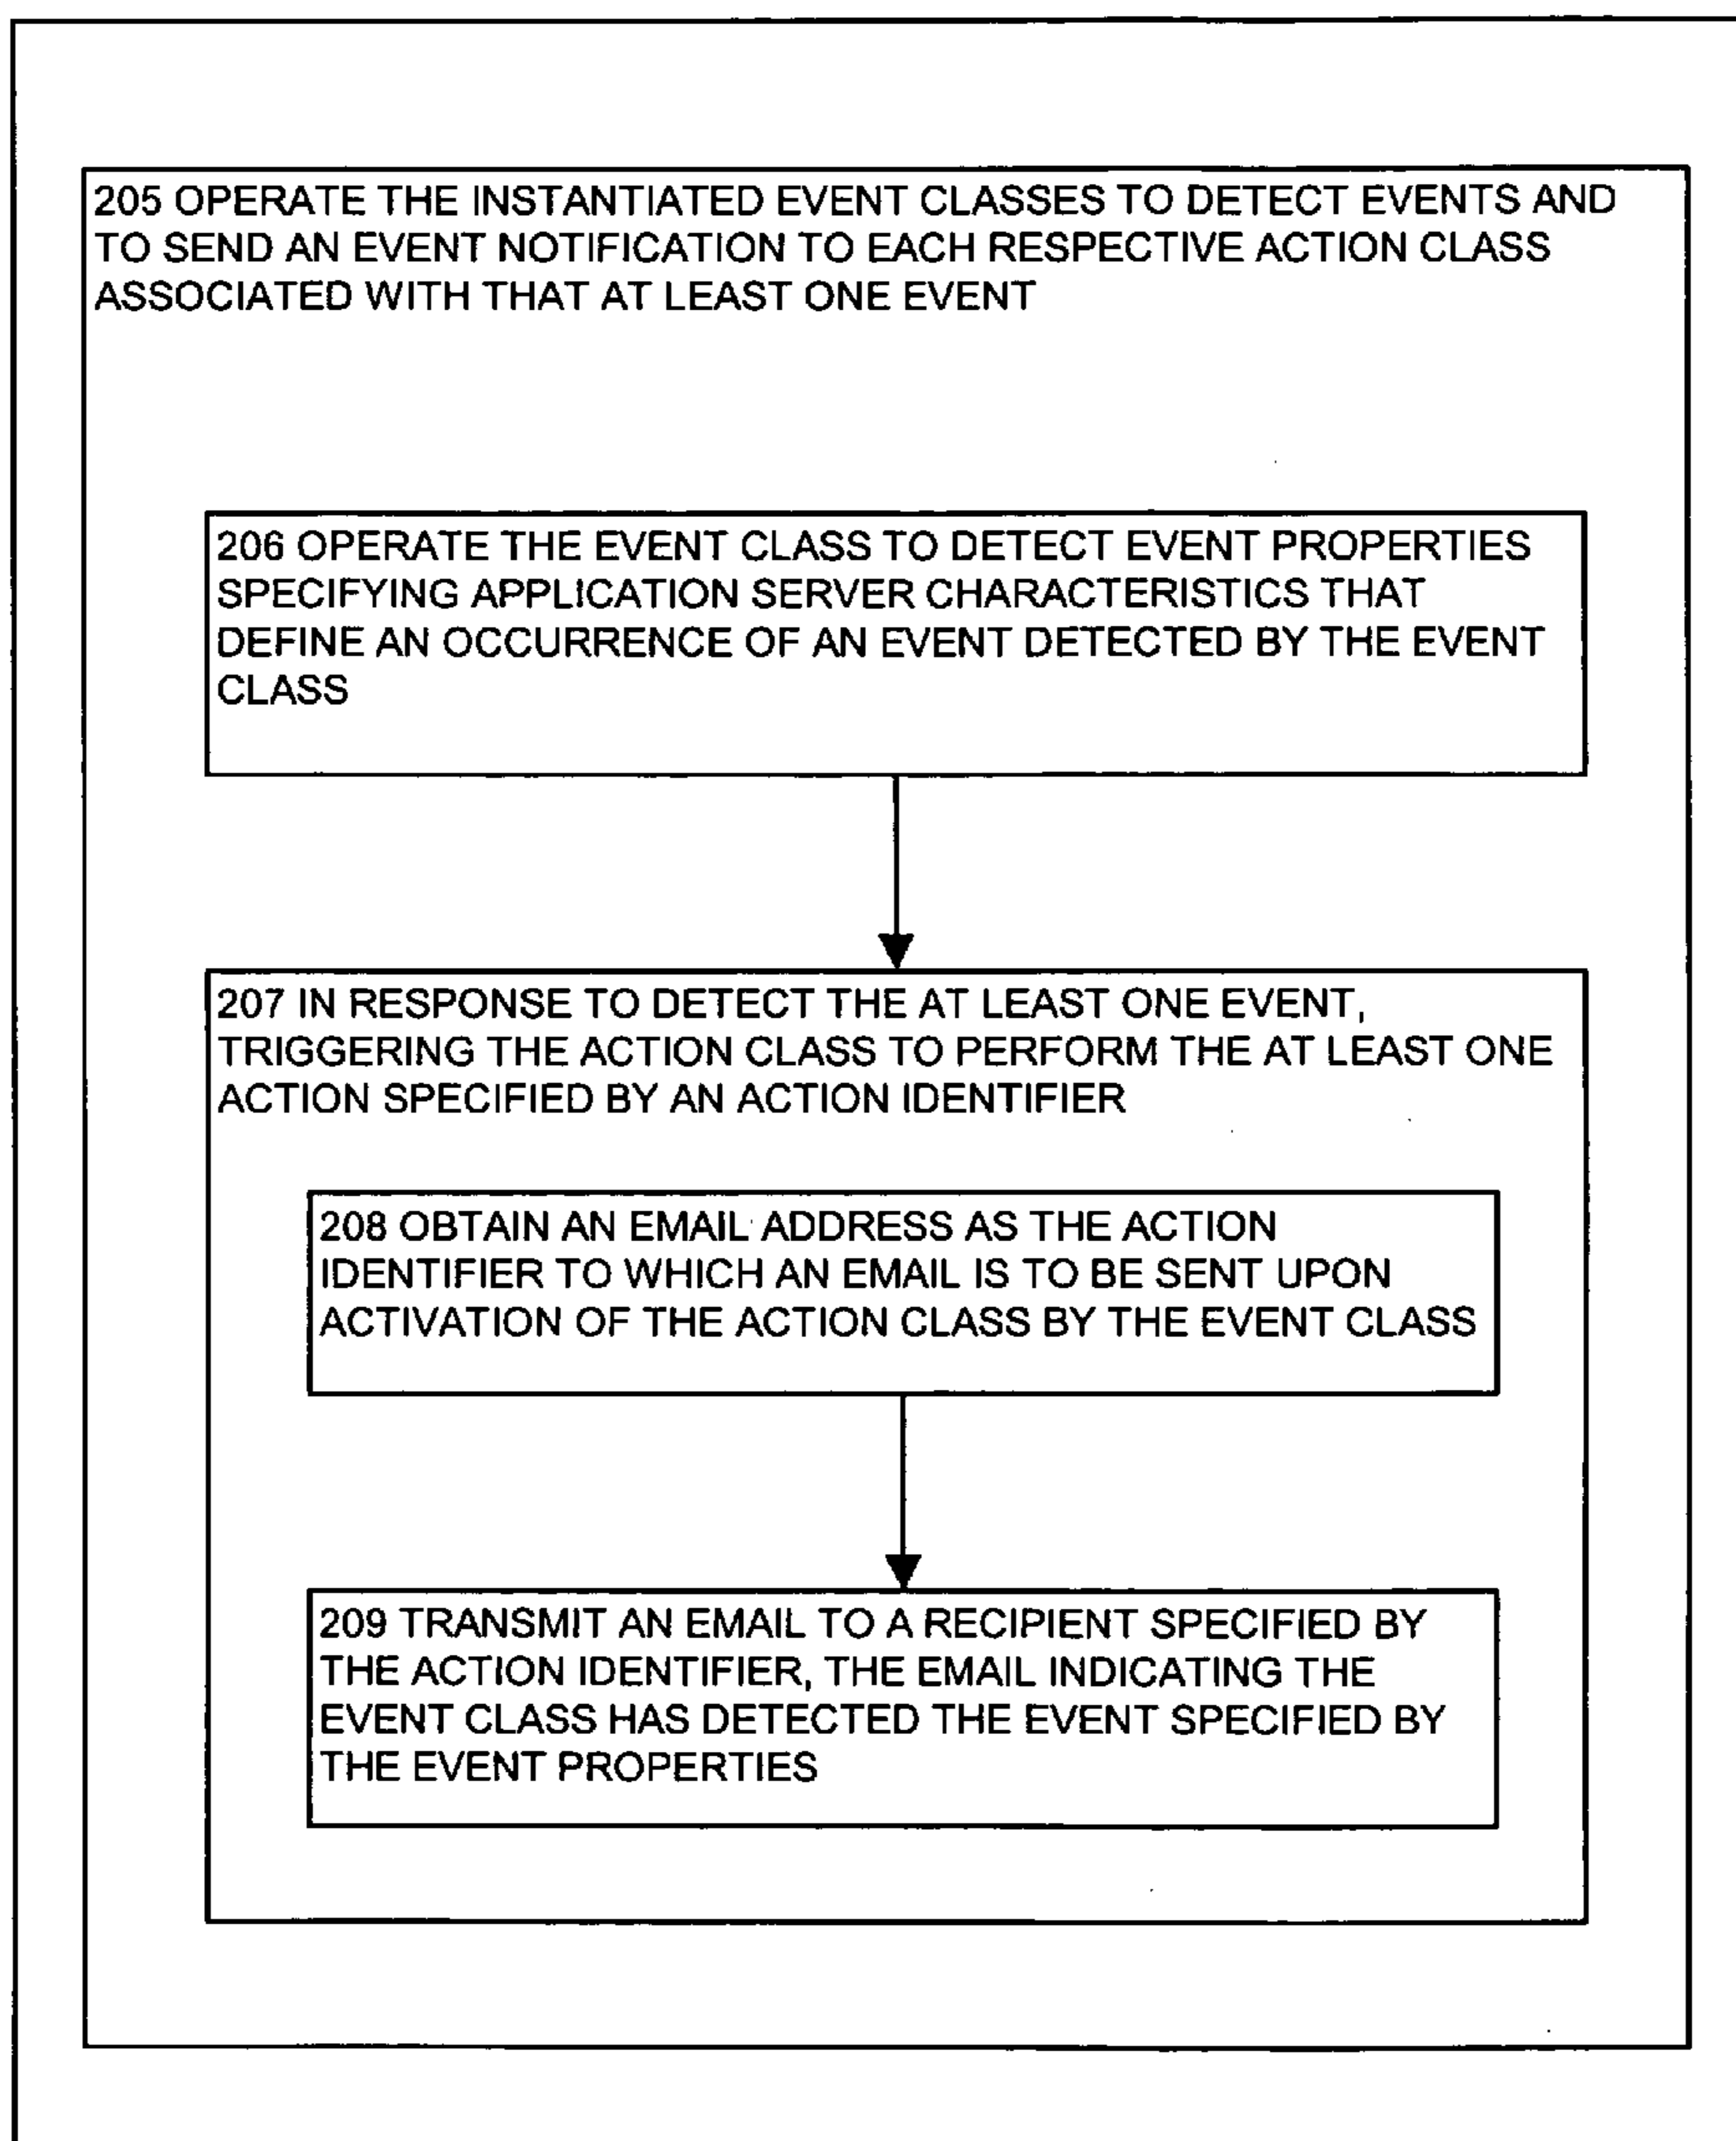 205 OPERATE THE INSTANTIATED EVENT CLASSES TO DETECT EVENTS AND
TO SEND AN EVENT NOTIFICATION TO EACH RESPECTIVE ACTION CLASS
ASSOCIATED WITH THAT AT LEAST ONE EVENT
206 OPERATE THE EVENT CLASS TO DETECT EVENT PROPERTIES
SPECIFYING APPLICATION SERVER CHARACTERISTICS THAT
DEFINE AN OCCURRENCE OF AN EVENT DETECTED BY THE EVENT
CLASS
207 IN RESPONSE TO DETECT THE AT LEAST ONE EVENT,
TRIGGERING THE ACTION CLASS TO PERFORM THE AT LEAST ONE
ACTION SPECIFIED BY AN ACTION IDENTIFIER
208 OBTAIN AN EMAIL ADDRESS AS THE ACTION
IDENTIFIER TO WHICH AN EMAIL IS TO BE SENT UPON
ACTIVATION OF THE ACTION CLASS BY THE EVENT CLASS
209 TRANSMIT AN EMAIL TO A RECIPIENT SPECIFIED BY
THE ACTION IDENTIFIER, THE EMAIL INDICATING THE
EVENT CLASS HAS DETECTED THE EVENT SPECIFIED BY
THE EVENT PROPERTIES